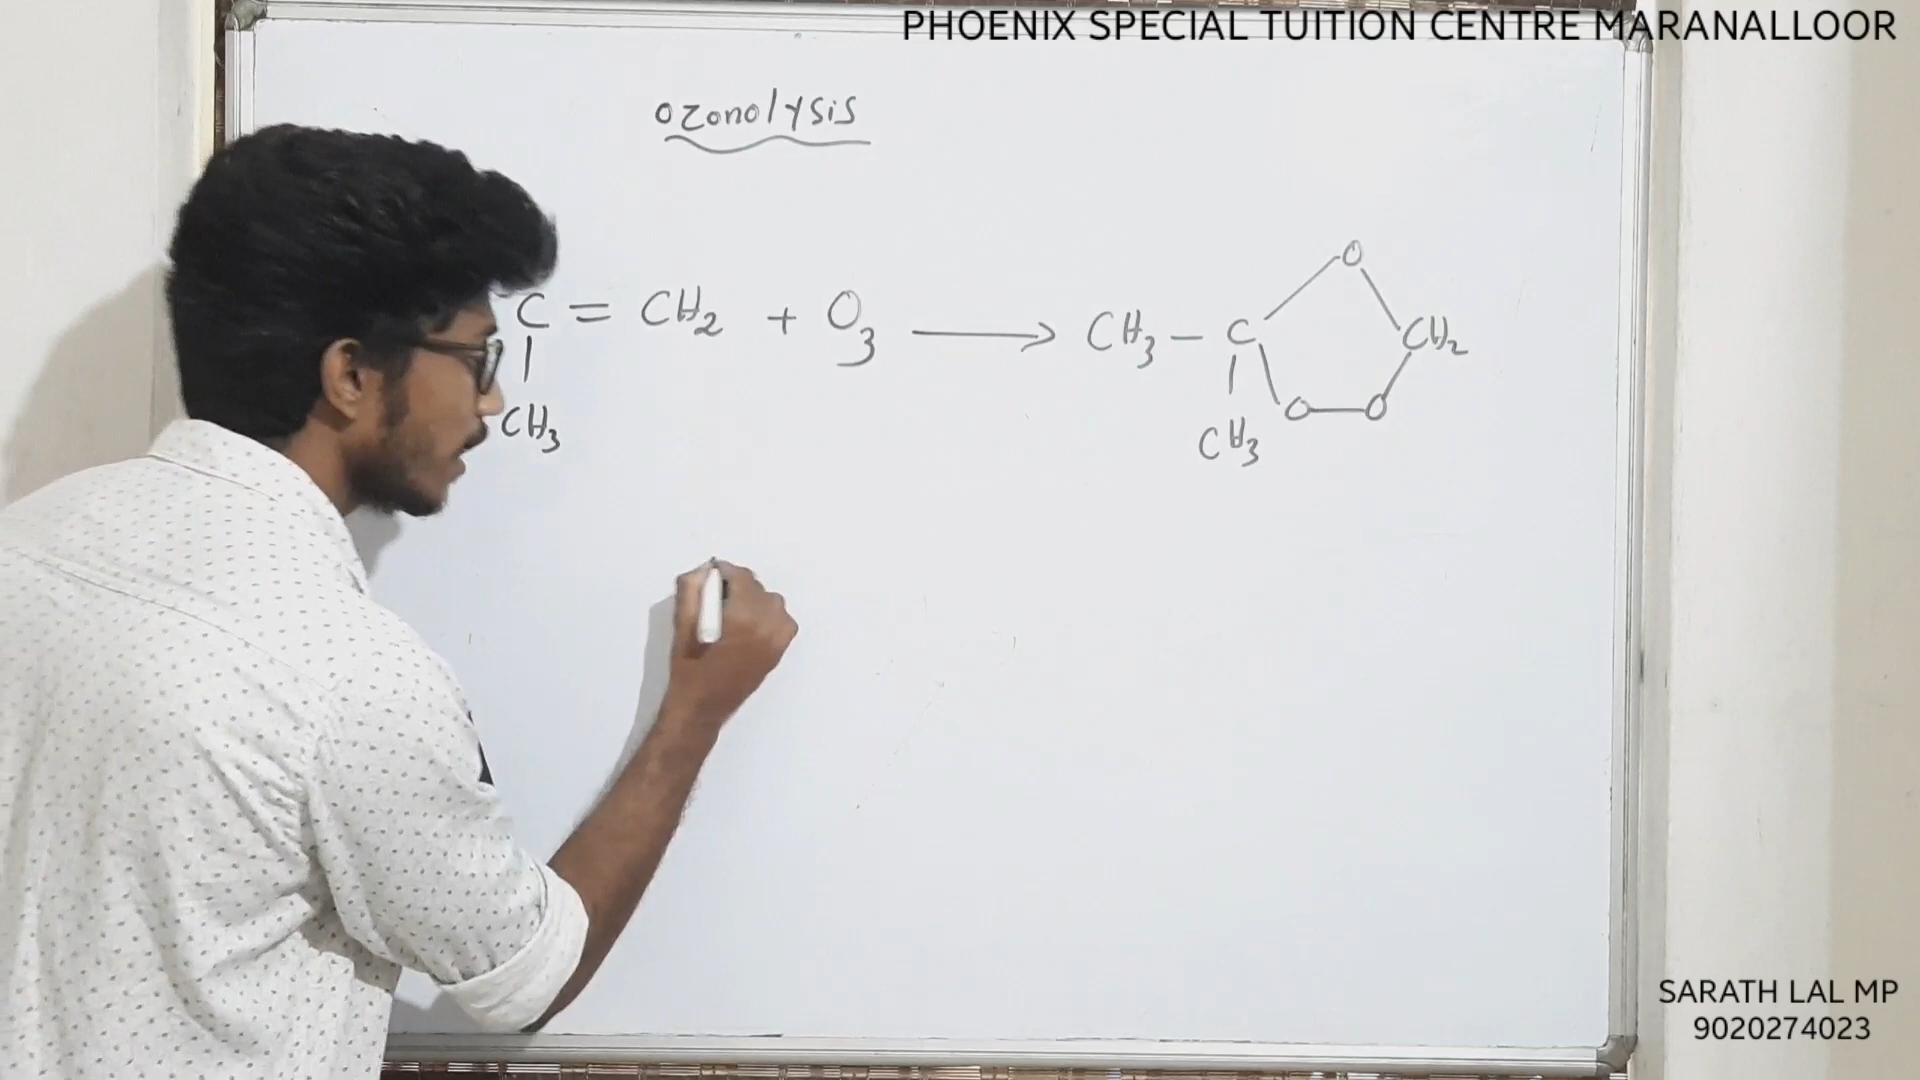 PHOENIX SPECIAL TUITION CENTRE MARANALLOOR
ozonolysis
C = CH₂ + O₃ ⟶ CH₃ – C O CH₂
CH₃ O – O
CH₃
SARATH LAL MP
9020274023